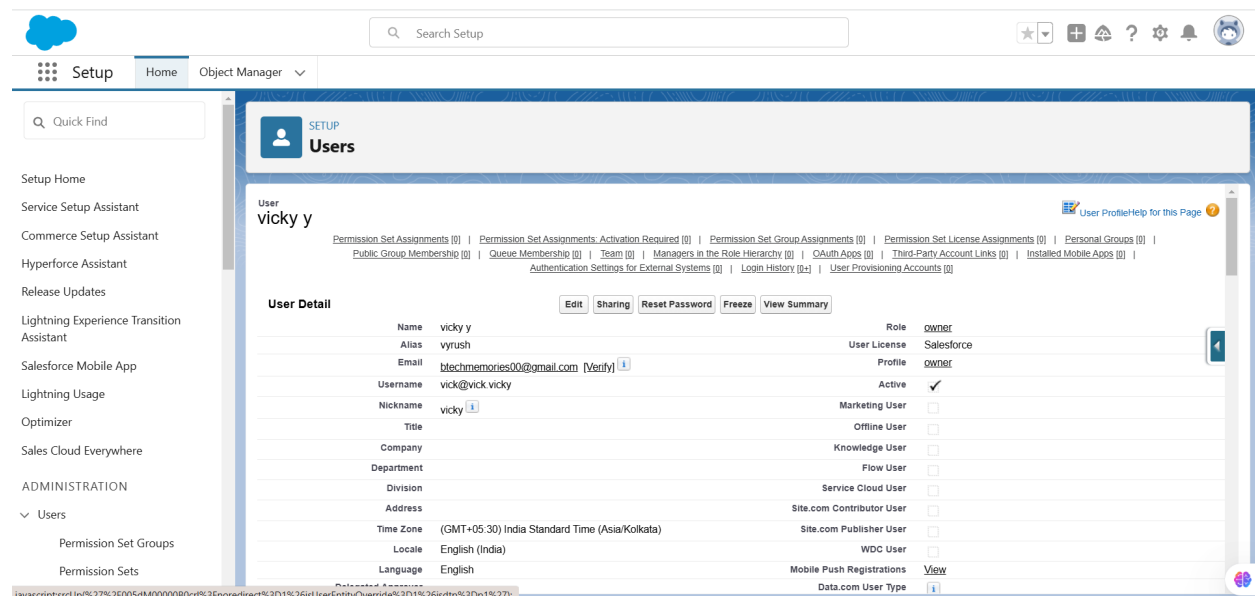 Search Setup
Setup Home Object Manager
Quick Find
SETUP
Users
Setup Home
Service Setup Assistant
Commerce Setup Assistant
Hyperforce Assistant
Release Updates
Lightning Experience Transition
Assistant
Salesforce Mobile App
Lightning Usage
Optimizer
Sales Cloud Everywhere
ADMINISTRATION
Users
Permission Set Groups
Permission Sets
User
vicky y
User Profile Help for this Page
Permission Set Assignments [0] | Permission Set Assignments: Activation Required [0] | Permission Set Group Assignments [0] | Permission Set License Assignments [0] | Personal Groups [0] |
Public Group Membership [0] | Queue Membership [0] | Team [0] | Managers in the Role Hierarchy [0] | OAuth Apps [0] | Third-Party Account Links [0] | Installed Mobile Apps [0] |
Authentication Settings for External Systems [0] | Login History [0+] | User Provisioning Accounts [0]
User Detail Edit Sharing Reset Password Freeze View Summary
Name vicky y Role owner
Alias vyrush User License Salesforce
Email btechmemories00@gmail.com [Verify] i Profile owner
Username vick@vick.vicky Active
Nickname vicky i Marketing User
Title Offline User
Company Knowledge User
Department Flow User
Division Service Cloud User
Address Site.com Contributor User
Time Zone (GMT+05:30) India Standard Time (Asia/Kolkata) Site.com Publisher User
Locale English (India) WDC User
Language English Mobile Push Registrations View
Delegated Approver Data.com User Type i